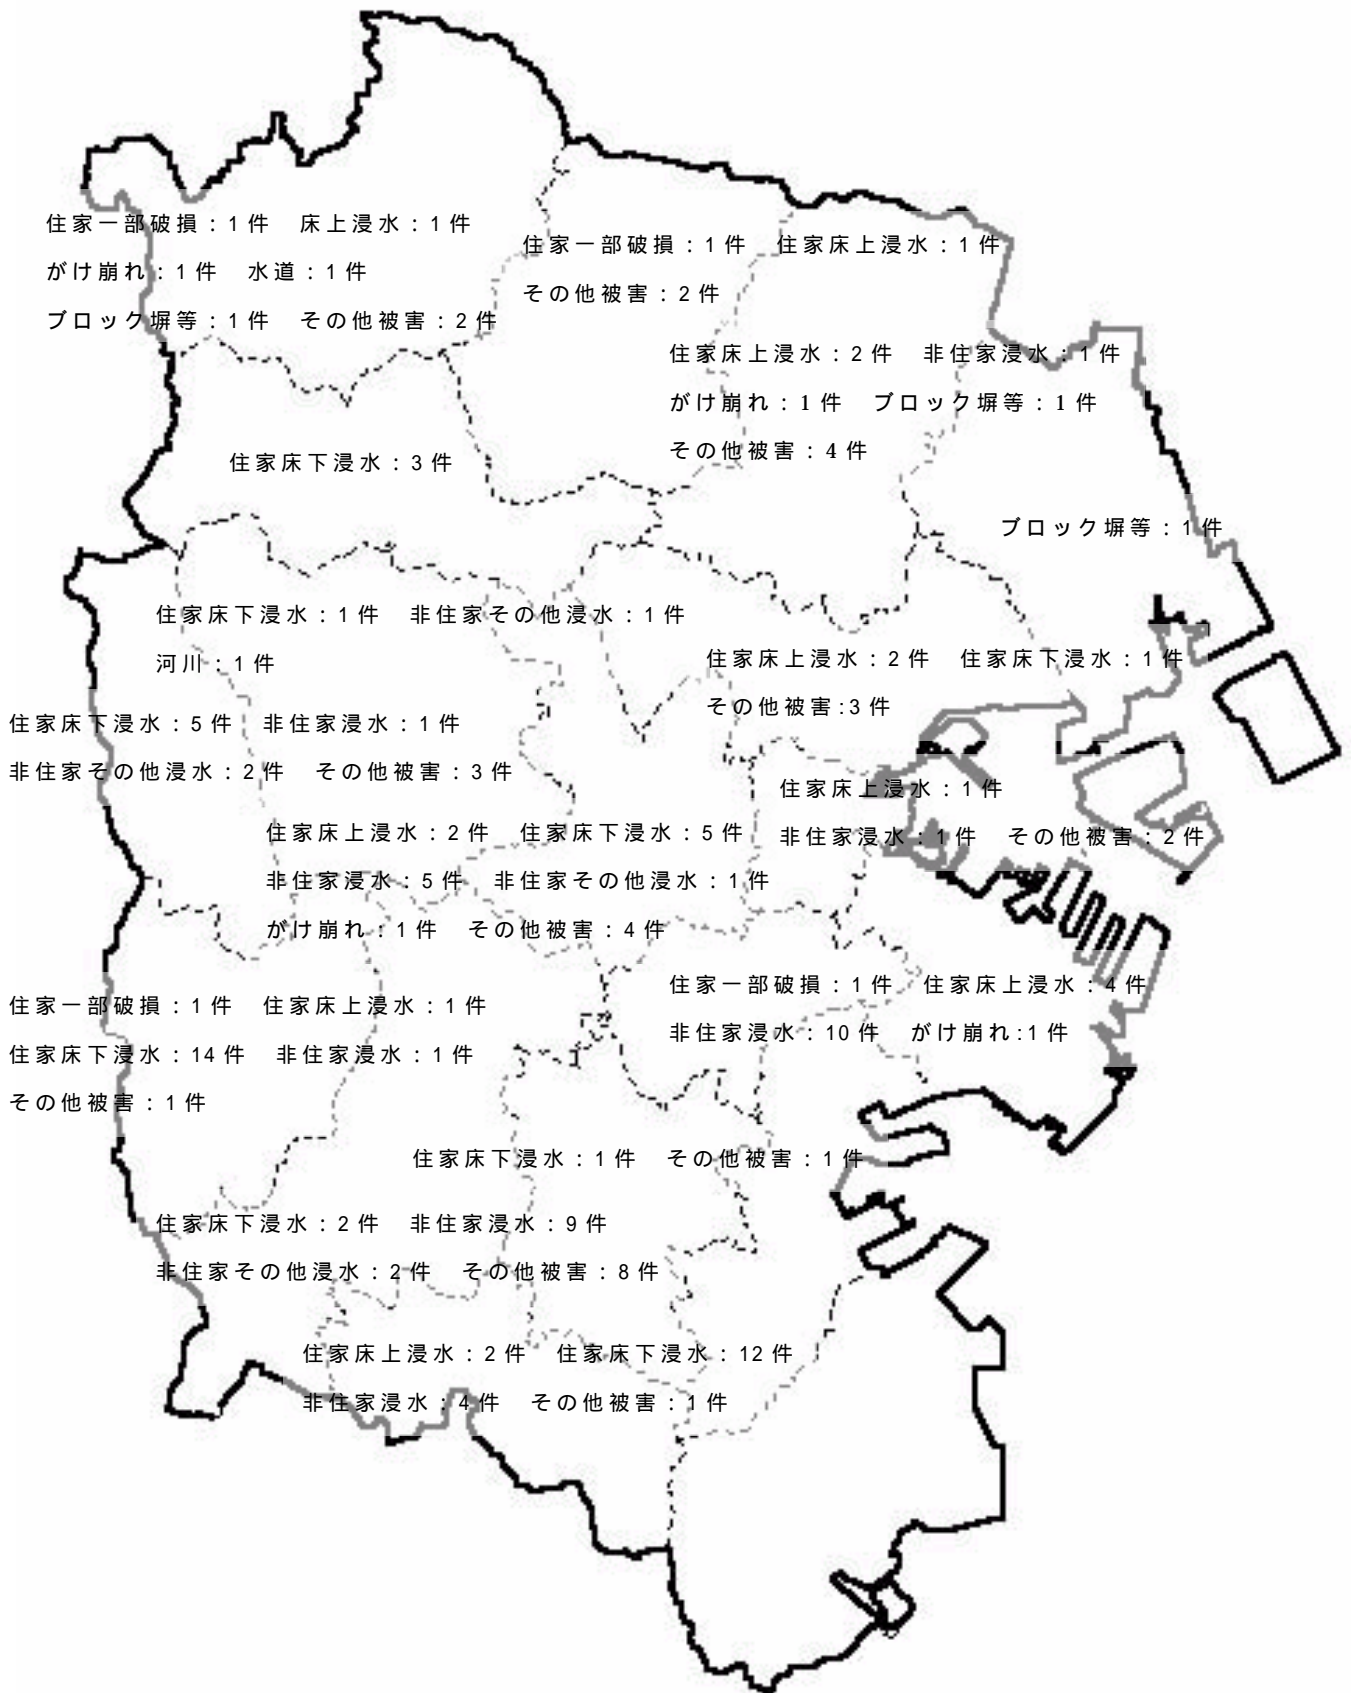 住家一部破損：1件　床上浸水：1件
がけ崩れ：1件　水道：1件
ブロック塀等：1件　その他被害：2件
住家一部破損：1件　住家床上浸水：1件
その他被害：2件
住家床上浸水：2件　非住家浸水：1件
がけ崩れ：1件　ブロック塀等：1件
その他被害：4件
住家床下浸水：3件
ブロック塀等：1件
住家床下浸水：1件　非住家その他浸水：1件
河川：1件
住家床上浸水：2件　住家床下浸水：1件
その他被害:3件
住家床下浸水：5件　非住家浸水：1件
非住家その他浸水：2件　その他被害：3件
住家床上浸水：1件
非住家浸水：1件　その他被害：2件
住家床上浸水：2件　住家床下浸水：5件
非住家浸水：5件　非住家その他浸水：1件
がけ崩れ：1件　その他被害：4件
住家一部破損：1件　住家床上浸水：4件
非住家浸水：10件　がけ崩れ:1件
住家一部破損：1件　住家床上浸水：1件
住家床下浸水：14件　非住家浸水：1件
その他被害：1件
住家床下浸水：1件　その他被害：1件
住家床下浸水：2件　非住家浸水：9件
非住家その他浸水：2件　その他被害：8件
住家床上浸水：2件　住家床下浸水：12件
非住家浸水：4件　その他被害：1件